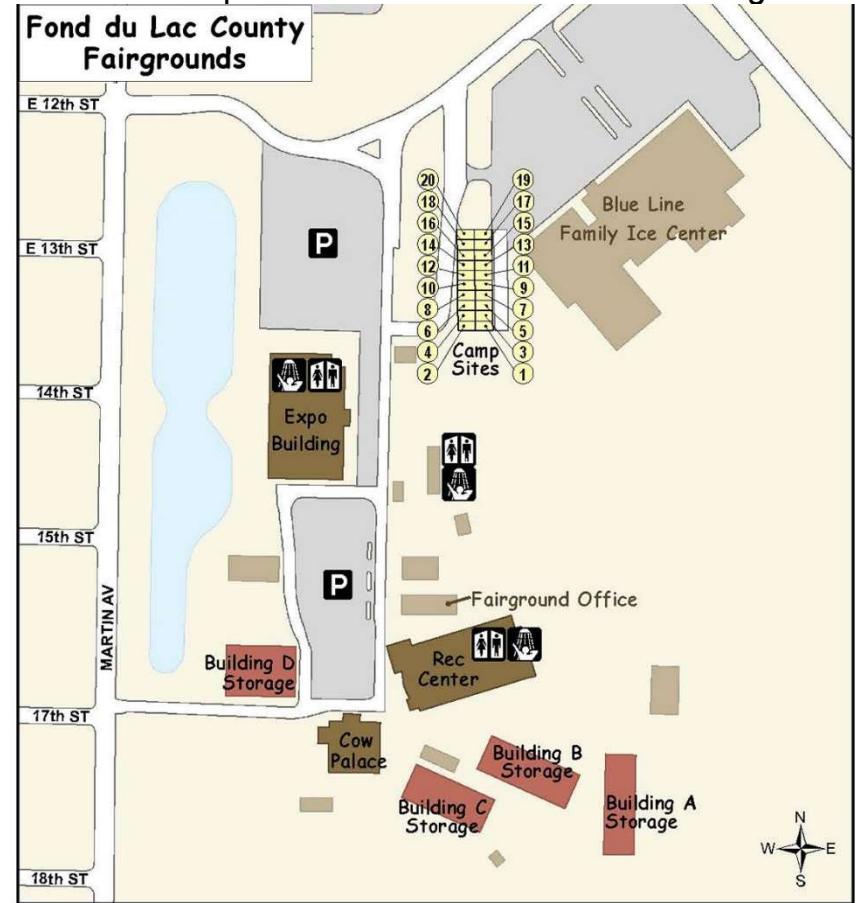 Fond du Lac County
Fairgrounds
E 12th ST
20
19
18
17
16
15
E 13th ST
14
13
P
12
11
10
9
8
7
6
5
4
3
2
1
Camp
Sites
Blue Line
Family Ice Center
14th ST
Expo
Building
15th ST
MARTIN AV
P
Fairground Office
Building D
Storage
Rec
Center
17th ST
Cow
Palace
Building B
Storage
Building C
Storage
Building A
Storage
N
W
E
S
18th ST